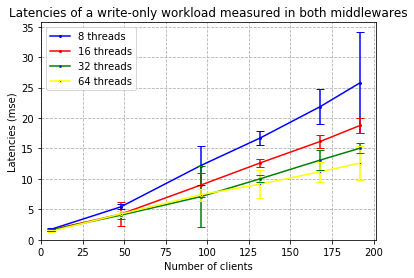 Latencies of a write-only workload measured in both middlewares
35
30
25
20
15
10
5
0
Latencies (mse)
8 threads
16 threads
32 threads
64 threads
0 25 50 75 100 125 150 175 200
Number of clients